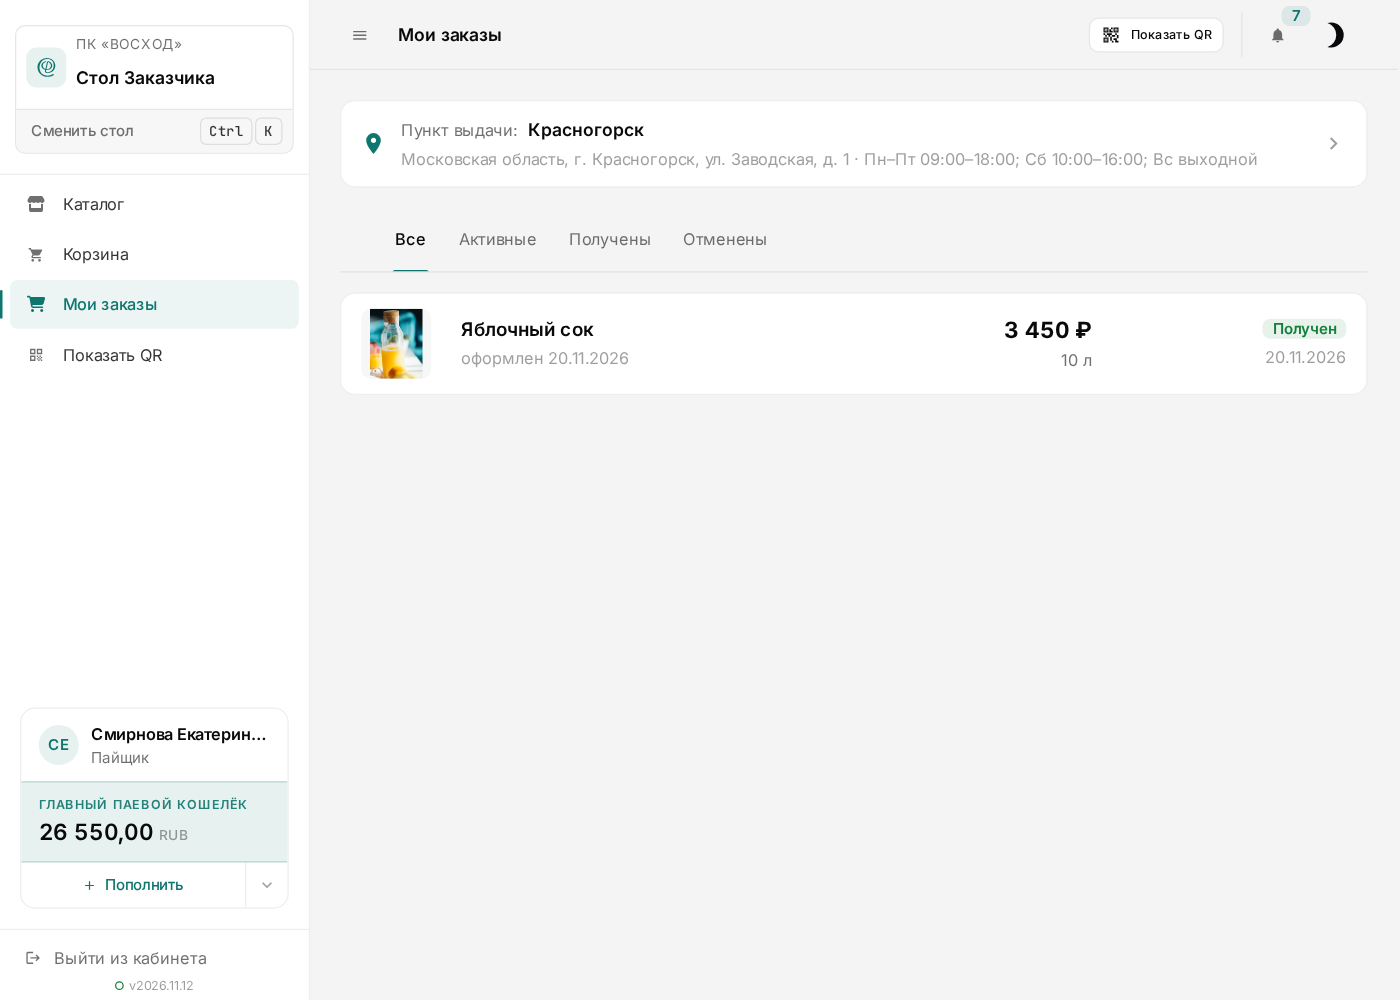 ПК «ВОСХОД»
Стол Заказчика
Сменить стол
Ctrl K
Каталог
Корзина
Мои заказы
Показать QR
СЕ
Смирнова Екатерин...
Пайщик
ГЛАВНЫЙ ПАЕВОЙ КОШЕЛЁК
26 550,00 RUB
+ Пополнить
Выйти из кабинета
v2026.11.12
Мои заказы
Показать QR
7
Пункт выдачи: Красногорск
Московская область, г. Красногорск, ул. Заводская, д. 1 · Пн–Пт 09:00–18:00; Сб 10:00–16:00; Вс выходной
Все Активные Получены Отменены
Яблочный сок
оформлен 20.11.2026
3 450 ₽
10 л
Получен
20.11.2026